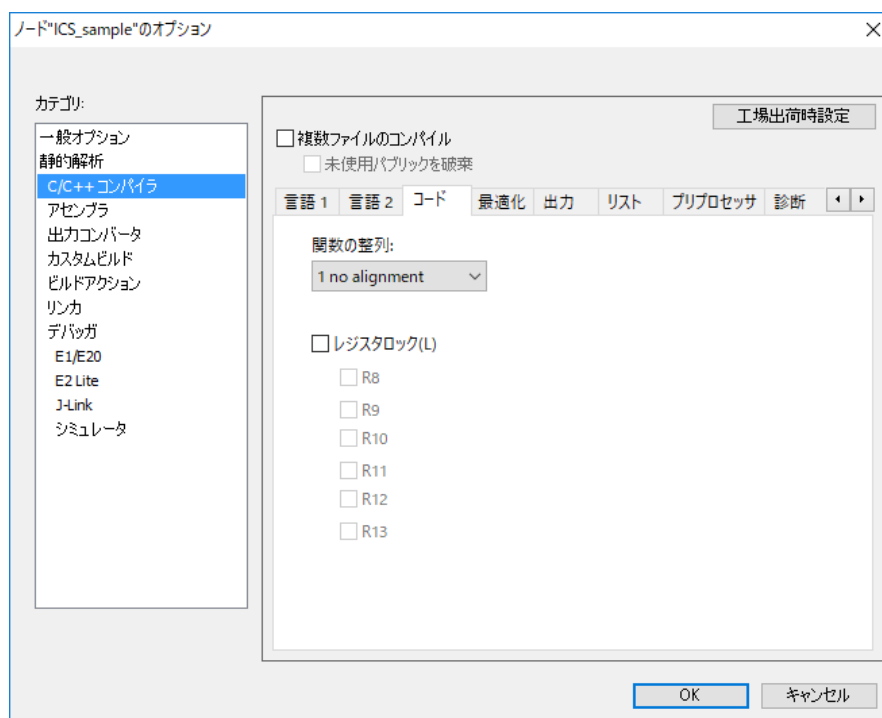 ノード"ICS_sample"のオプション
カテゴリ:
一般オプション
静的解析
C/C++ コンパイラ
アセンブラ
出力コンバータ
カスタムビルド
ビルドアクション
リンカ
デバッガ
E1/E20
E2 Lite
J-Link
シミュレータ
工場出荷時設定
複数ファイルのコンパイル
未使用パブリックを破棄
言語 1 言語 2 コード 最適化 出力 リスト プリプロセッサ 診断
関数の整列:
1 no alignment
レジスタロック(L)
R8
R9
R10
R11
R12
R13
OK キャンセル